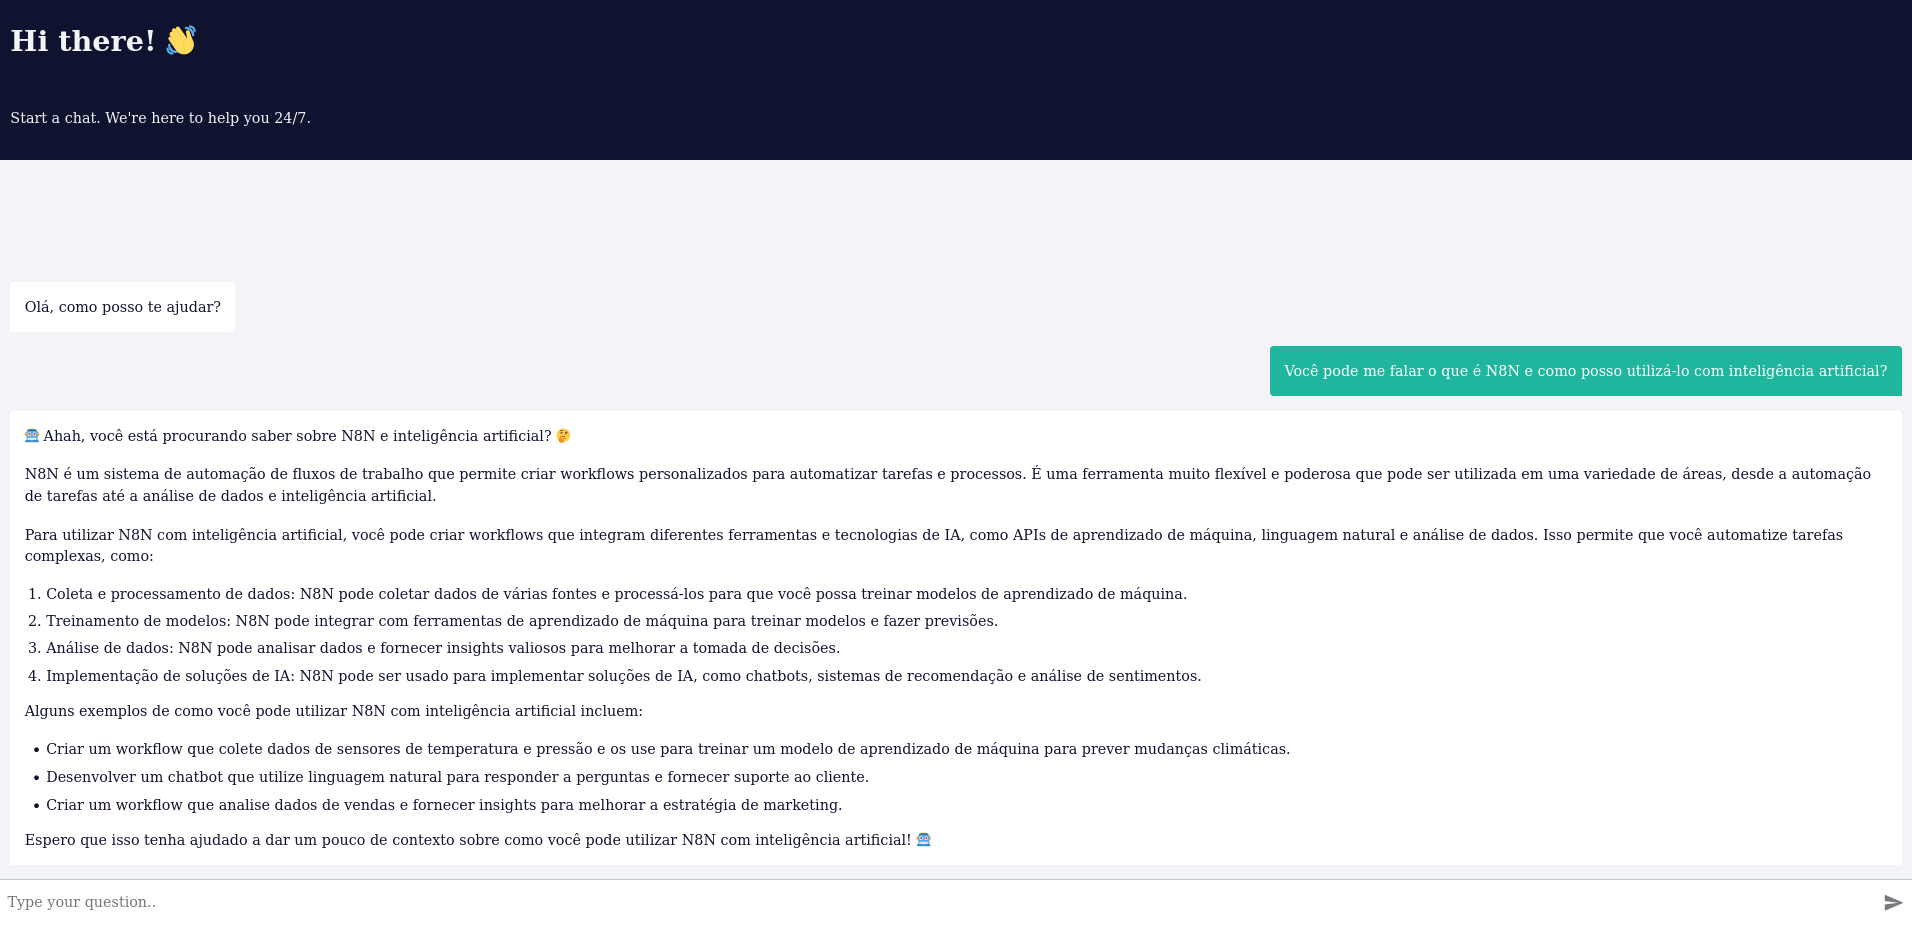 Hi there! 👋
Start a chat. We're here to help you 24/7.
Olá, como posso te ajudar?
Você pode me falar o que é N8N e como posso utilizá-lo com inteligência artificial?
🤖 Ahah, você está procurando saber sobre N8N e inteligência artificial? 🤔
N8N é um sistema de automação de fluxos de trabalho que permite criar workflows personalizados para automatizar tarefas e processos. É uma ferramenta muito flexível e poderosa que pode ser utilizada em uma variedade de áreas, desde a automação
de tarefas até a análise de dados e inteligência artificial.
Para utilizar N8N com inteligência artificial, você pode criar workflows que integram diferentes ferramentas e tecnologias de IA, como APIs de aprendizado de máquina, linguagem natural e análise de dados. Isso permite que você automatize tarefas
complexas, como:
1. Coleta e processamento de dados: N8N pode coletar dados de várias fontes e processá-los para que você possa treinar modelos de aprendizado de máquina.
2. Treinamento de modelos: N8N pode integrar com ferramentas de aprendizado de máquina para treinar modelos e fazer previsões.
3. Análise de dados: N8N pode analisar dados e fornecer insights valiosos para melhorar a tomada de decisões.
4. Implementação de soluções de IA: N8N pode ser usado para implementar soluções de IA, como chatbots, sistemas de recomendação e análise de sentimentos.
Alguns exemplos de como você pode utilizar N8N com inteligência artificial incluem:
• Criar um workflow que colete dados de sensores de temperatura e pressão e os use para treinar um modelo de aprendizado de máquina para prever mudanças climáticas.
• Desenvolver um chatbot que utilize linguagem natural para responder a perguntas e fornecer suporte ao cliente.
• Criar um workflow que analise dados de vendas e fornecer insights para melhorar a estratégia de marketing.
Espero que isso tenha ajudado a dar um pouco de contexto sobre como você pode utilizar N8N com inteligência artificial! 🤖
Type your question..